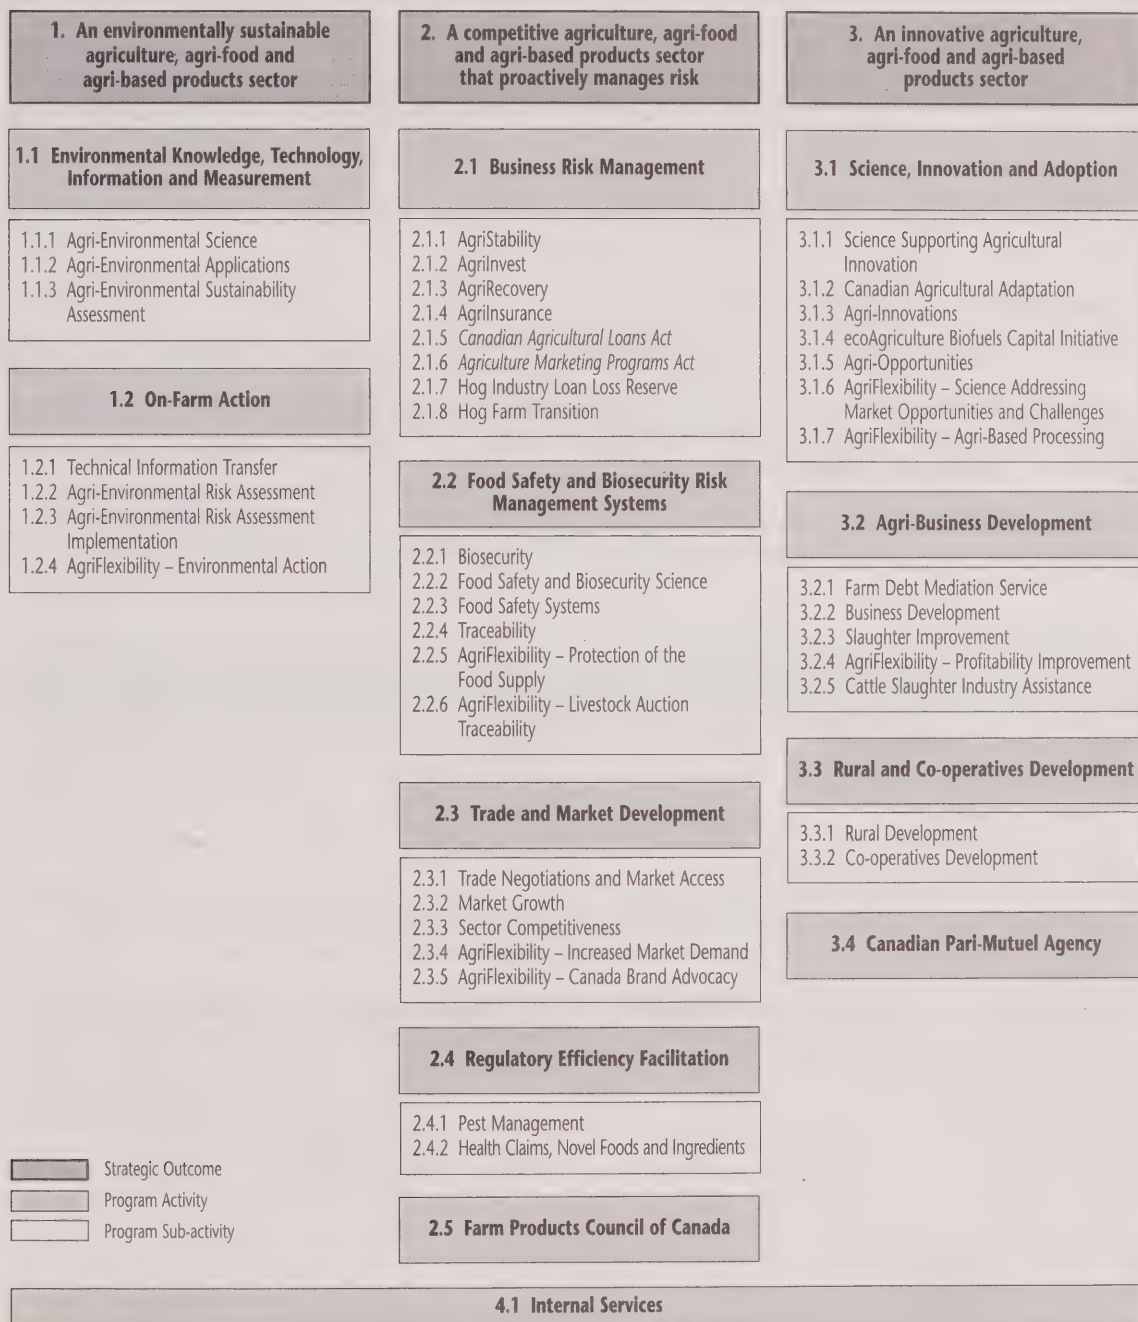 1. An environmentally sustainable
agriculture, agri-food and
agri-based products sector
1.1 Environmental Knowledge, Technology,
Information and Measurement
1.1.1 Agri-Environmental Science
1.1.2 Agri-Environmental Applications
1.1.3 Agri-Environmental Sustainability
Assessment
1.2 On-Farm Action
1.2.1 Technical Information Transfer
1.2.2 Agri-Environmental Risk Assessment
1.2.3 Agri-Environmental Risk Assessment
Implementation
1.2.4 AgriFlexibility – Environmental Action
2. A competitive agriculture, agri-food
and agri-based products sector
that proactively manages risk
2.1 Business Risk Management
2.1.1 AgriStability
2.1.2 AgriInvest
2.1.3 AgriRecovery
2.1.4 AgriInsurance
2.1.5 Canadian Agricultural Loans Act
2.1.6 Agriculture Marketing Programs Act
2.1.7 Hog Industry Loan Loss Reserve
2.1.8 Hog Farm Transition
2.2 Food Safety and Biosecurity Risk
Management Systems
2.2.1 Biosecurity
2.2.2 Food Safety and Biosecurity Science
2.2.3 Food Safety Systems
2.2.4 Traceability
2.2.5 AgriFlexibility – Protection of the
Food Supply
2.2.6 AgriFlexibility – Livestock Auction
Traceability
2.3 Trade and Market Development
2.3.1 Trade Negotiations and Market Access
2.3.2 Market Growth
2.3.3 Sector Competitiveness
2.3.4 AgriFlexibility – Increased Market Demand
2.3.5 AgriFlexibility – Canada Brand Advocacy
2.4 Regulatory Efficiency Facilitation
2.4.1 Pest Management
2.4.2 Health Claims, Novel Foods and Ingredients
2.5 Farm Products Council of Canada
3. An innovative agriculture,
agri-food and agri-based
products sector
3.1 Science, Innovation and Adoption
3.1.1 Science Supporting Agricultural
Innovation
3.1.2 Canadian Agricultural Adaptation
3.1.3 Agri-Innovations
3.1.4 ecoAgriculture Biofuels Capital Initiative
3.1.5 Agri-Opportunities
3.1.6 AgriFlexibility – Science Addressing
Market Opportunities and Challenges
3.1.7 AgriFlexibility – Agri-Based Processing
3.2 Agri-Business Development
3.2.1 Farm Debt Mediation Service
3.2.2 Business Development
3.2.3 Slaughter Improvement
3.2.4 AgriFlexibility – Profitability Improvement
3.2.5 Cattle Slaughter Industry Assistance
3.3 Rural and Co-operatives Development
3.3.1 Rural Development
3.3.2 Co-operatives Development
3.4 Canadian Pari-Mutuel Agency
Strategic Outcome
Program Activity
Program Sub-activity
4.1 Internal Services